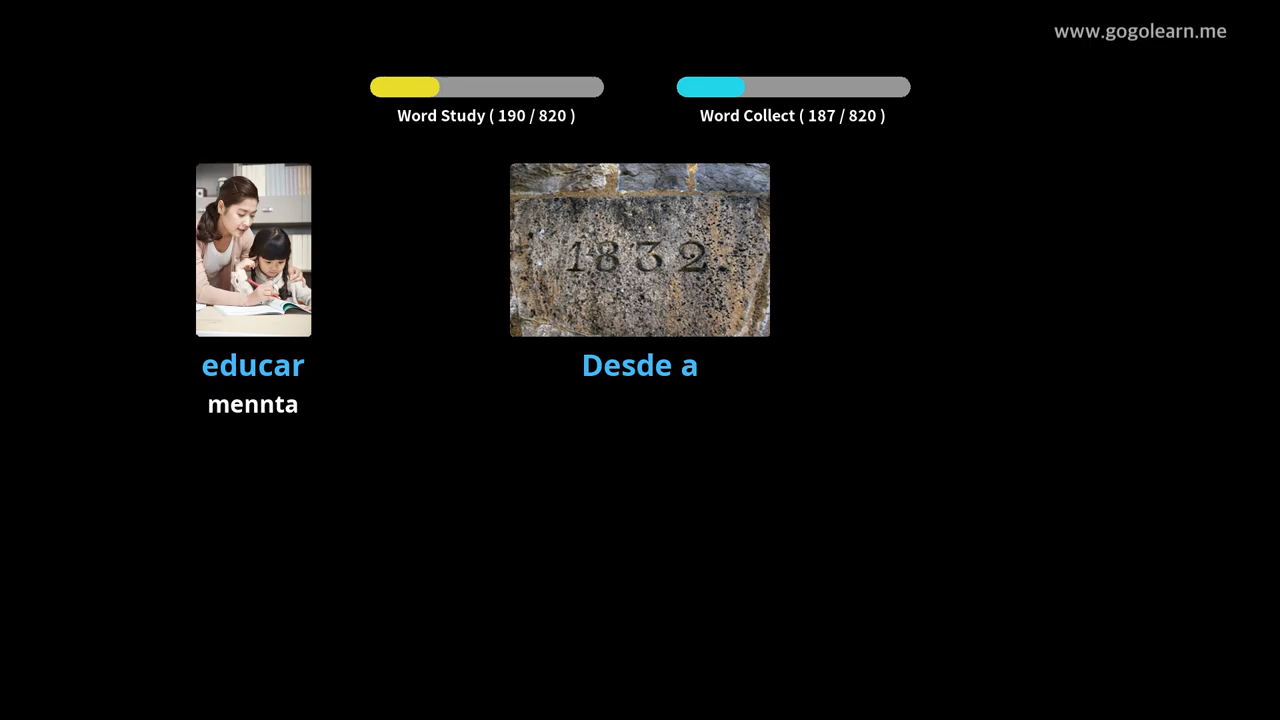 www.gogolearn.me
Word Study ( 190 / 820 )
Word Collect ( 187 / 820 )
1832.
educar
Desde a
mennta